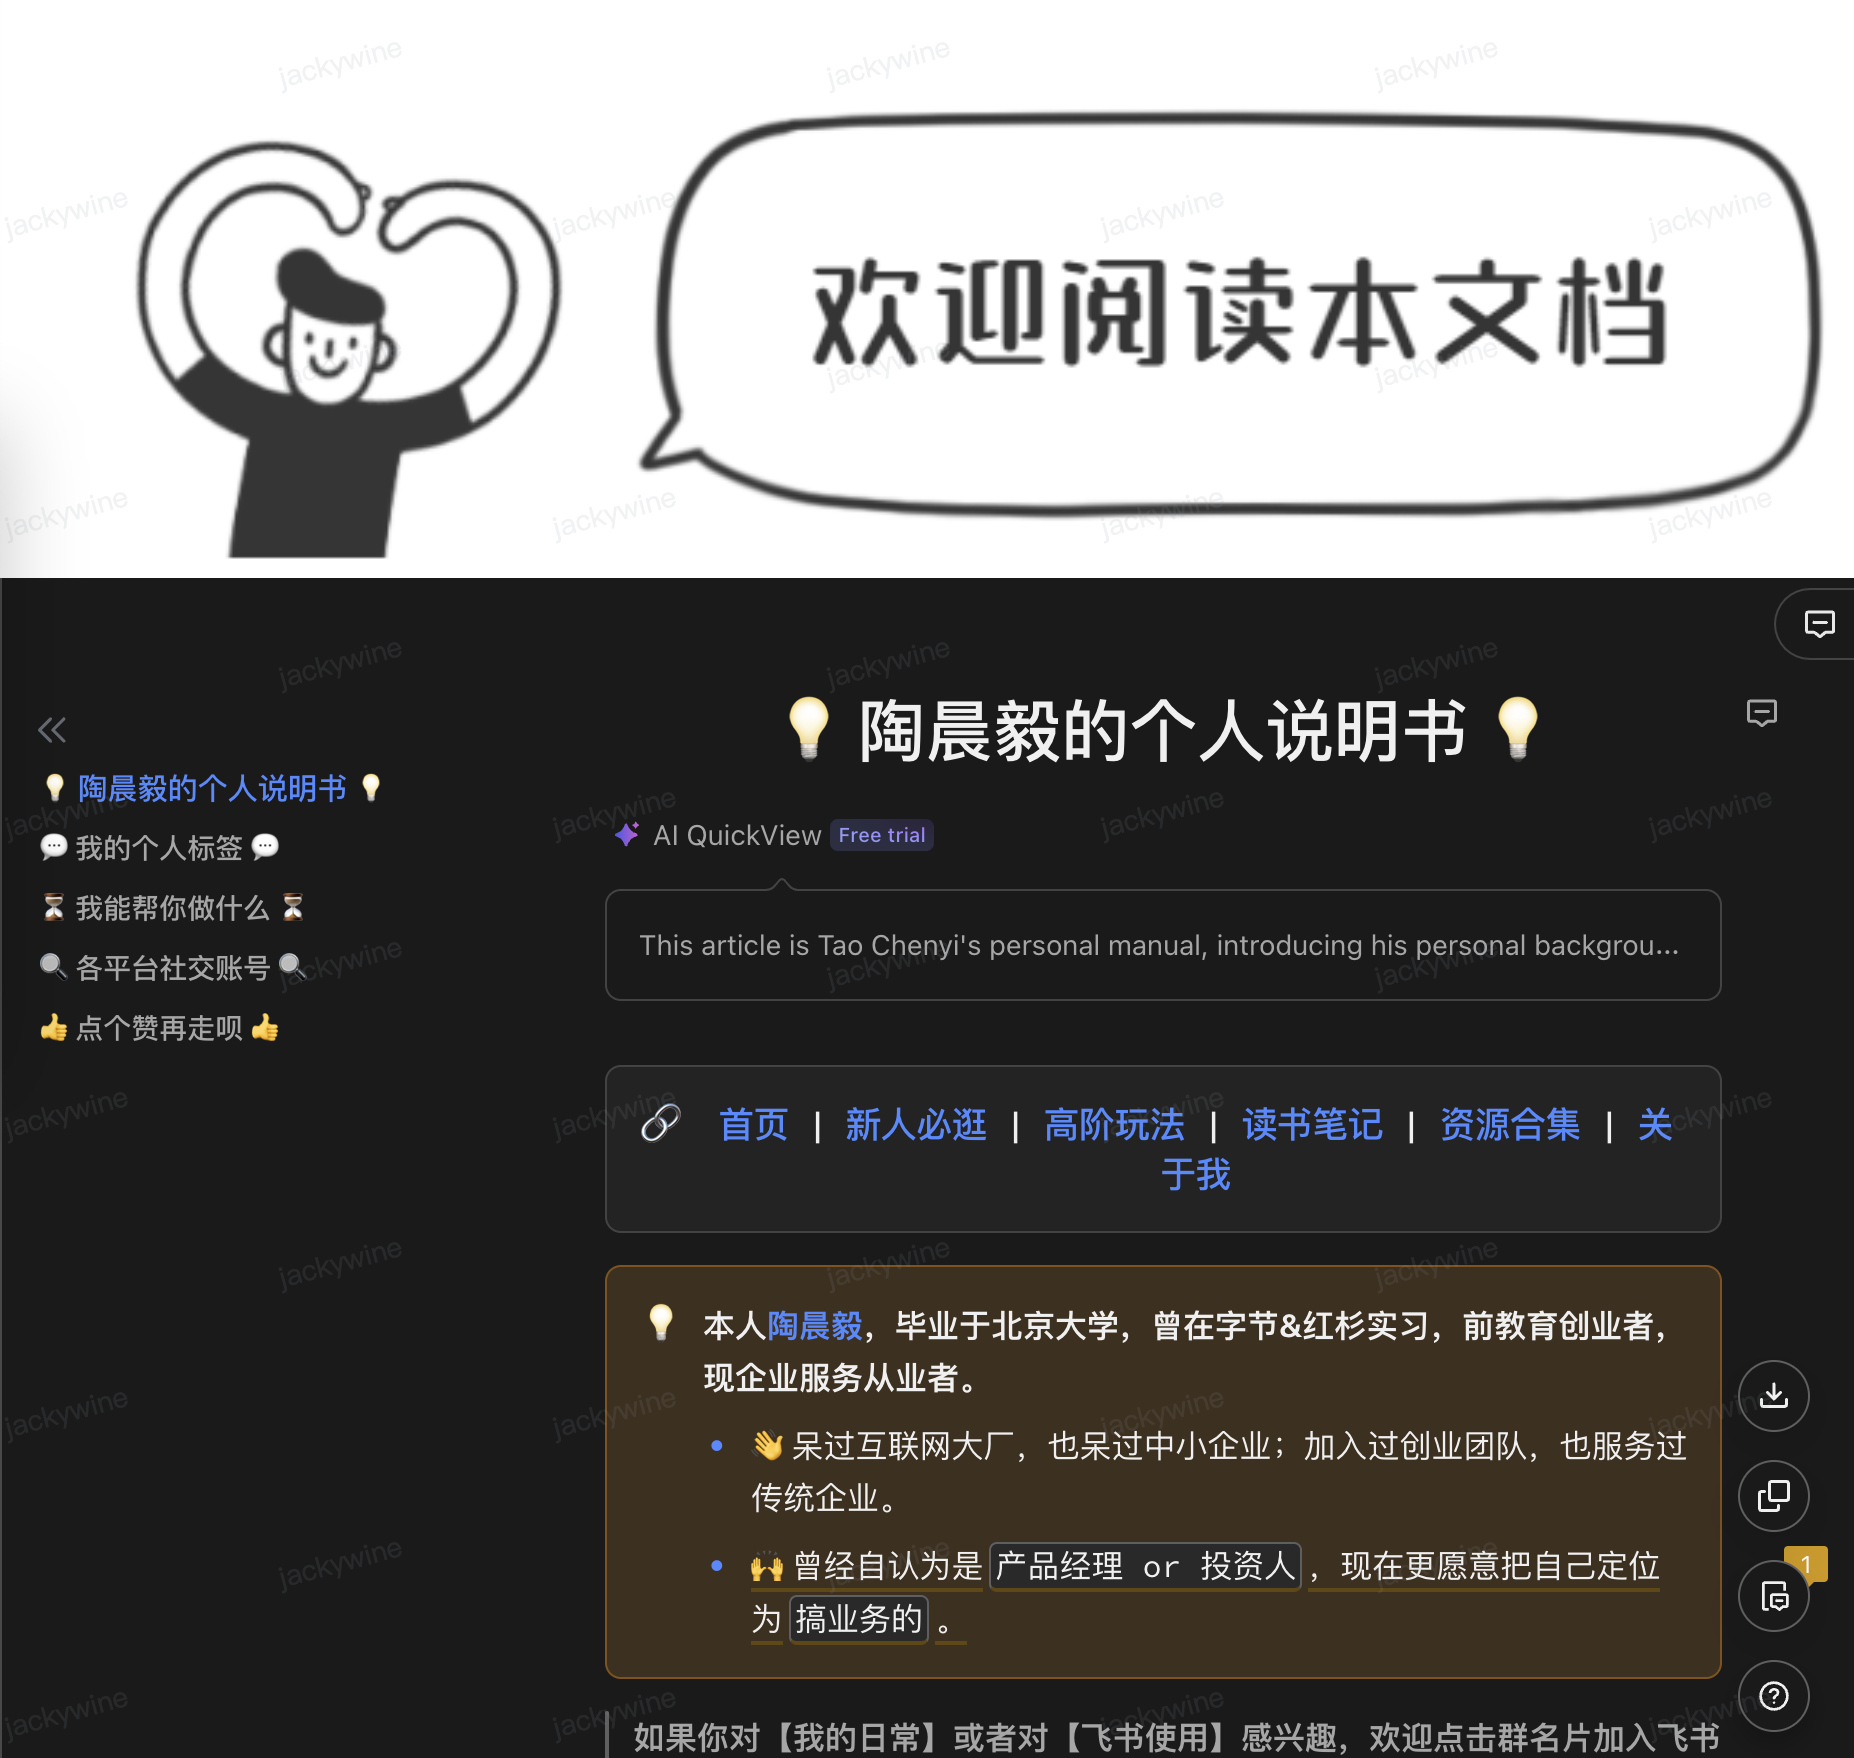 欢迎阅读本文档
💡 陶晨毅的个人说明书 💡
💬 我的个人标签 💬
⏳ 我能帮你做什么 ⏳
🔍 各平台社交账号 🔍
👍 点个赞再走呗 👍
💡 陶晨毅的个人说明书 💡
AI QuickView Free trial
This article is Tao Chenyi's personal manual, introducing his personal backgrou...
🔗 首页 | 新人必逛 | 高阶玩法 | 读书笔记 | 资源合集 | 关
于我
💡 本人陶晨毅，毕业于北京大学，曾在字节&红杉实习，前教育创业者，
现企业服务从业者。
• 👋 呆过互联网大厂，也呆过中小企业；加入过创业团队，也服务过
传统企业。
• 🙌 曾经自认为是 产品经理 or 投资人 ，现在更愿意把自己定位
为 搞业务的 。
1
如果你对【我的日常】或者对【飞书使用】感兴趣，欢迎点击群名片加入飞书
jackywine